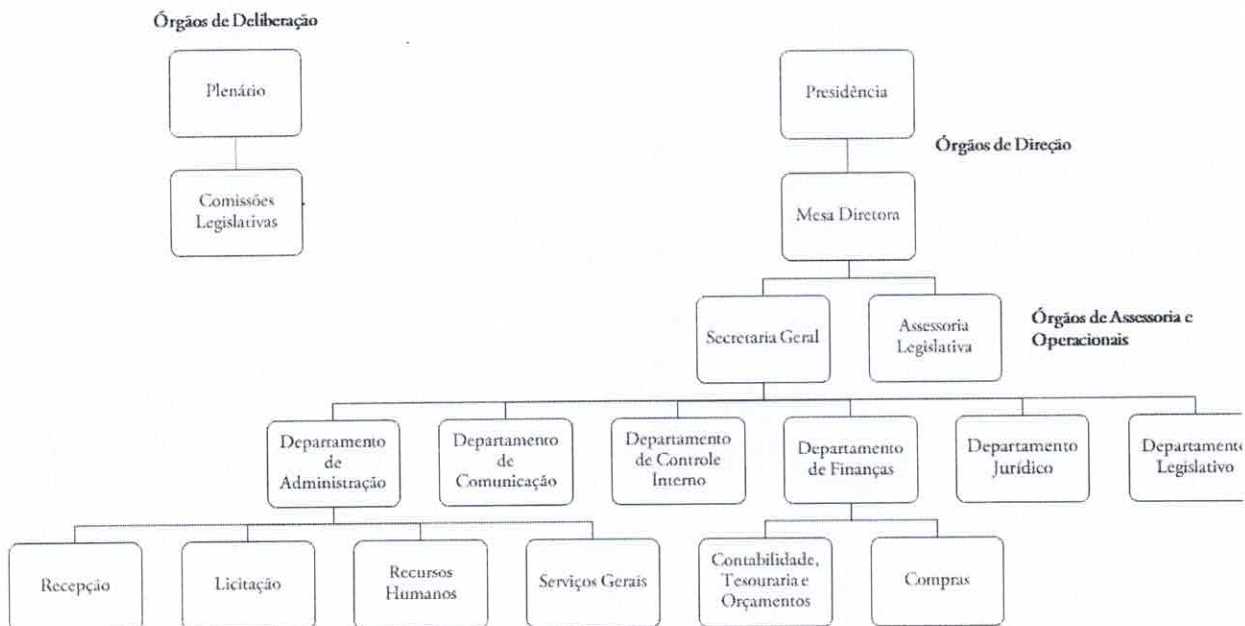 Órgãos de Deliberação
Plenário
Presidência
Órgãos de Direção
Comissões
Legislativas
Mesa Diretora
Secretaria Geral
Assessoria
Legislativa
Órgãos de Assessoria e
Operacionais
Departamento
de
Administração
Departamento
de
Comunicação
Departamento
de Controle
Interno
Departamento
de Finanças
Departamento
Jurídico
Departamento
Legislativo
Recepção
Licitação
Recursos
Humanos
Serviços Gerais
Contabilidade,
Tesouraria e
Orçamentos
Compras